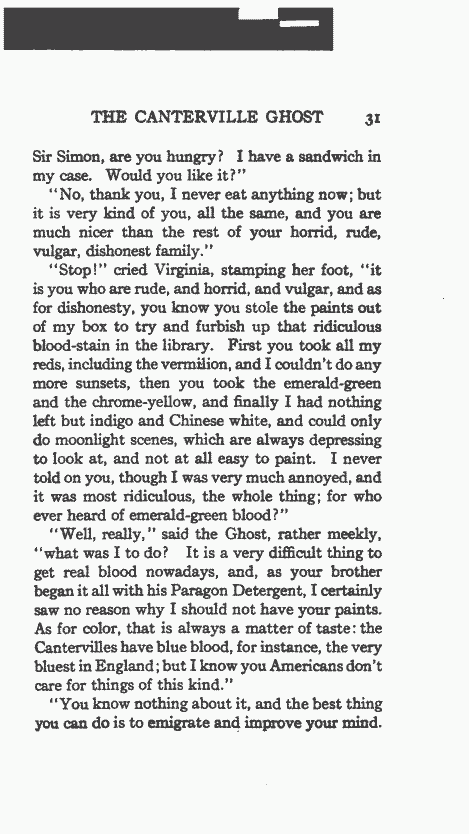 THE CANTERVILLE GHOST 31
Sir Simon, are you hungry? I have a sandwich in
my case. Would you like it?"
"No, thank you, I never eat anything now; but
it is very kind of you, all the same, and you are
much nicer than the rest of your horrid, rude,
vulgar, dishonest family."
"Stop!" cried Virginia, stamping her foot, "it
is you who are rude, and horrid, and vulgar, and as
for dishonesty, you know you stole the paints out
of my box to try and furbish up that ridiculous
blood-stain in the library. First you took all my
reds, including the vermilion, and I couldn't do any
more sunsets, then you took the emerald-green
and the chrome-yellow, and finally I had nothing
left but indigo and Chinese white, and could only
do moonlight scenes, which are always depressing
to look at, and not at all easy to paint. I never
told on you, though I was very much annoyed, and
it was most ridiculous, the whole thing; for who
ever heard of emerald-green blood?"
"Well, really," said the Ghost, rather meekly,
"what was I to do? It is a very difficult thing to
get real blood nowadays, and, as your brother
began it all with his Paragon Detergent, I certainly
saw no reason why I should not have your paints.
As for color, that is always a matter of taste: the
Cantervilles have blue blood, for instance, the very
bluest in England; but I know you Americans don't
care for things of this kind."
"You know nothing about it, and the best thing
you can do is to emigrate and improve your mind.